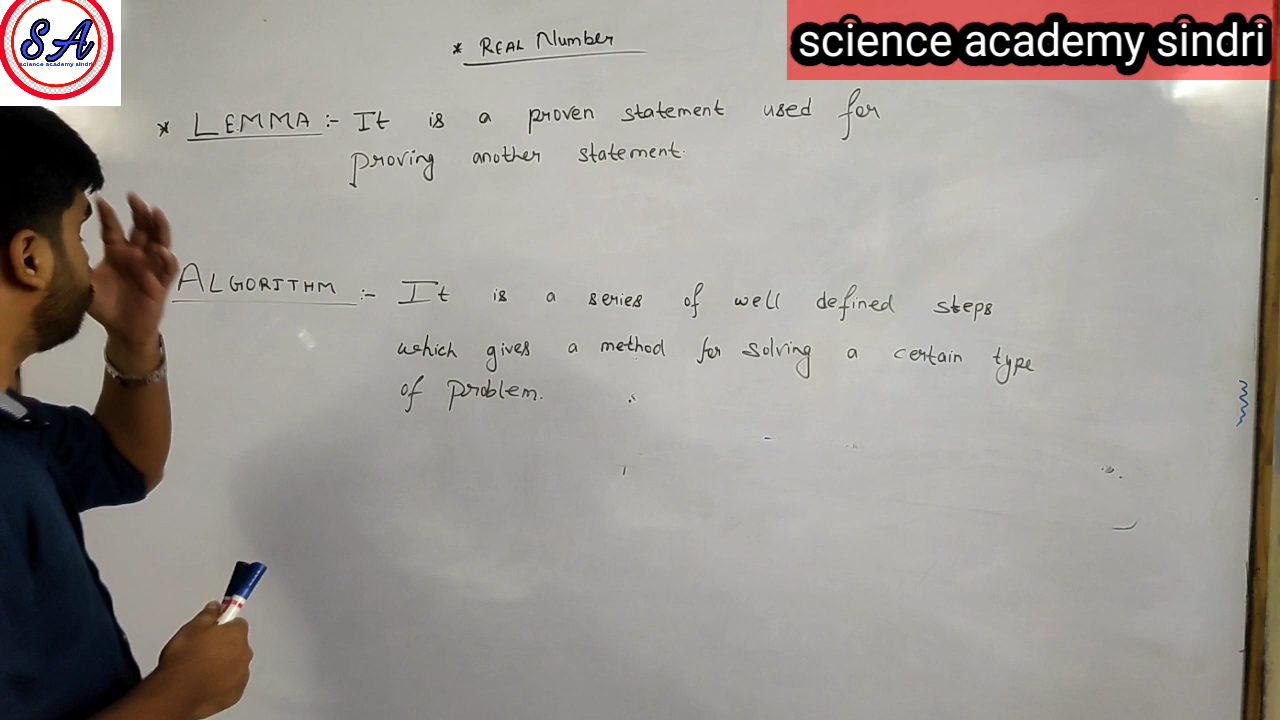 SA
science academy sindri
science academy sindri
* REAL Number
* LEMMA :- It is a proven statement used for
proving another statement.
ALGORITHM :- It is a series of well defined steps
which gives a method for solving a certain type
of problem.